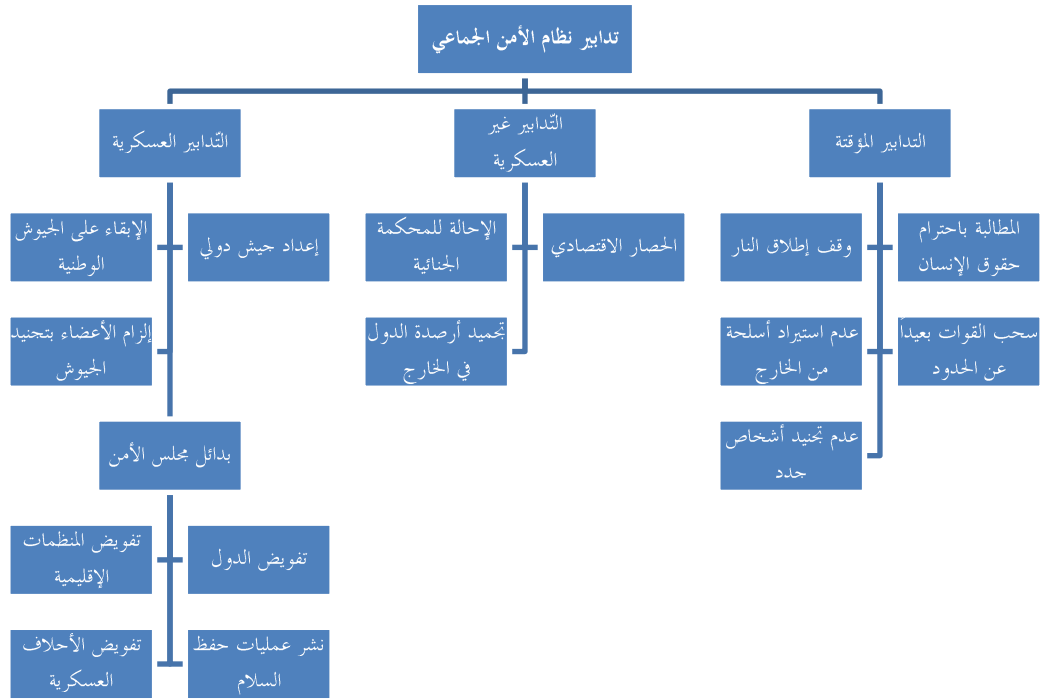 تدابير نظام الأمن الجماعي
التدابير المؤقتة
التّدابير غير
العسكرية
التّدابير العسكرية
المطالبة باحترام
حقوق الإنسان
وقف إطلاق النار
سحب القوات بعيداً
عن الحدود
عدم استيراد أسلحة
من الخارج
عدم تجنيد أشخاص
جدد
الحصار الاقتصادي
الإحالة للمحكمة
الجنائية
تجميد أرصدة الدول
في الخارج
إعداد جيش دولي
الإبقاء على الجيوش
الوطنية
إلزام الأعضاء بتجنيد
الجيوش
بدائل مجلس الأمن
تفويض الدول
تفويض المنظمات
الإقليمية
نشر عمليات حفظ
السلام
تفويض الأحلاف
العسكرية